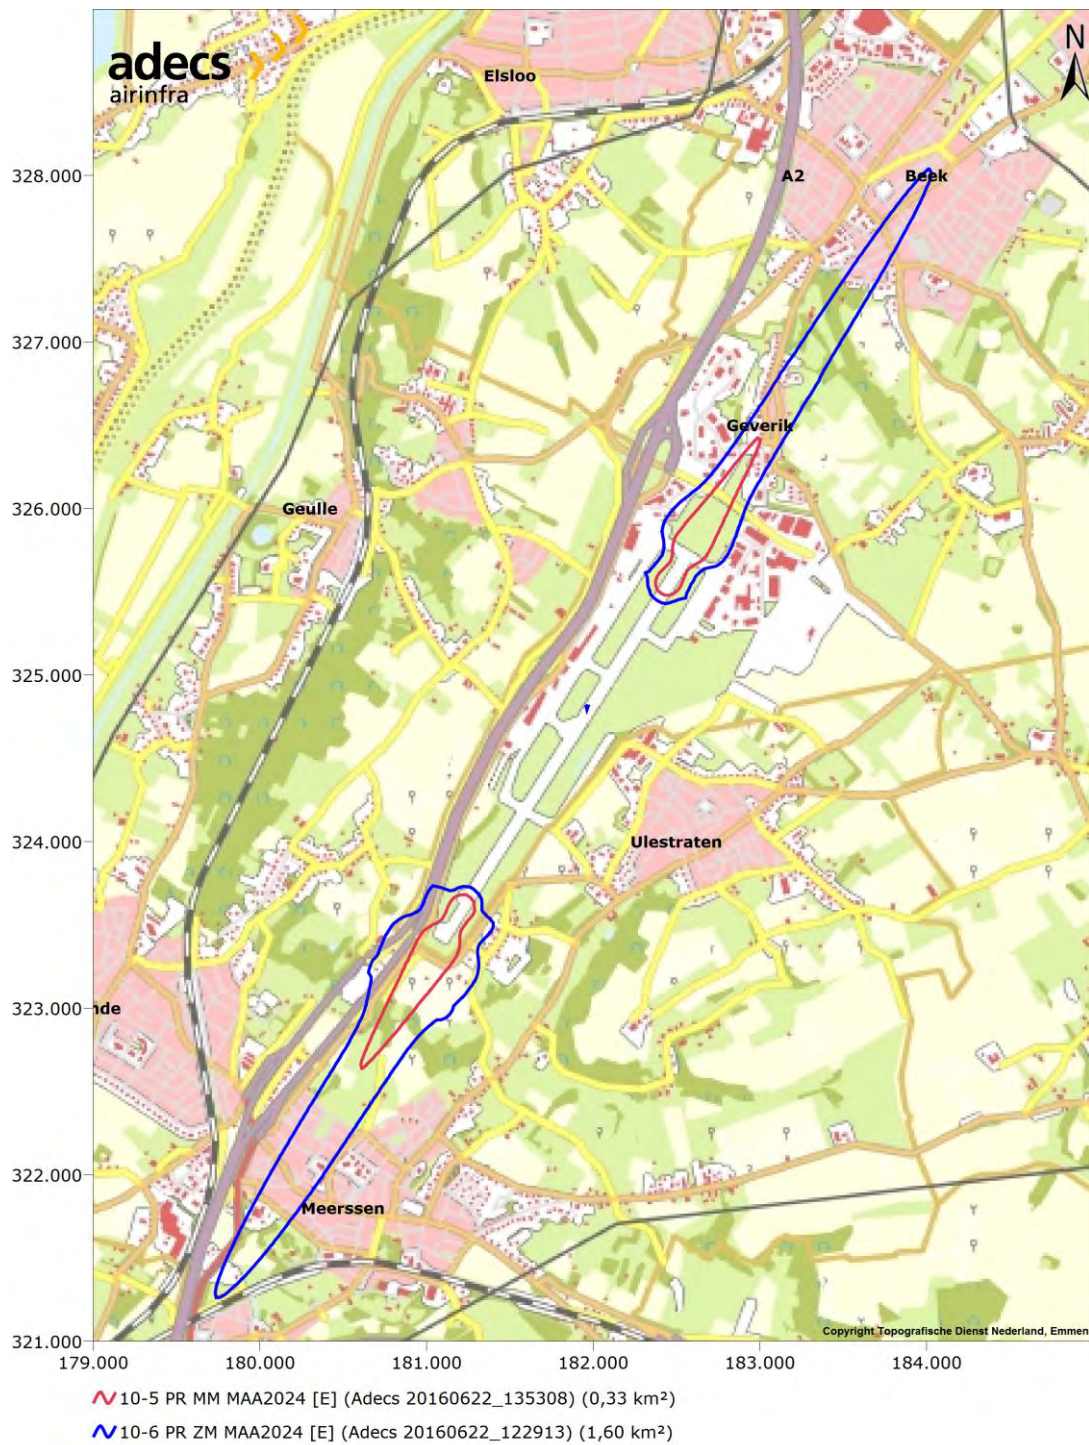 adecs
airinfra
N
Elsloo
328.000
A2
Beek
327.000
Geverik
326.000
Geulle
325.000
324.000
Ulestraten
323.000
nde
322.000
Meerssen
321.000
Copyright Topografische Dienst Nederland, Emmen
179.000 180.000 181.000 182.000 183.000 184.000
10-5 PR MM MAA2024 [E] (Adecs 20160622_135308) (0,33 km²)
10-6 PR ZM MAA2024 [E] (Adecs 20160622_122913) (1,60 km²)